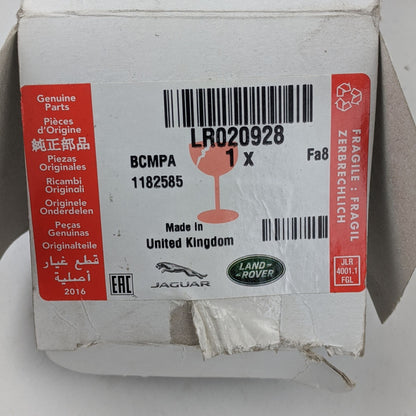 Genuine
Parts
Pièces
d'Origine
純正部品
Piezas
Originales
Ricambi
Originali
Originele
Onderdelen
Peças
Genuinas
Originalteile
قطع غيار
أصلية
2016
LR020928
BCMPA
1 X
Fa8
1182585
Made in
United Kingdom
EAC
JAGUAR
LAND
ROVER
FRAGILE : FRAGIL
ZERBRECHLICH
JLR
4001.1
FGL